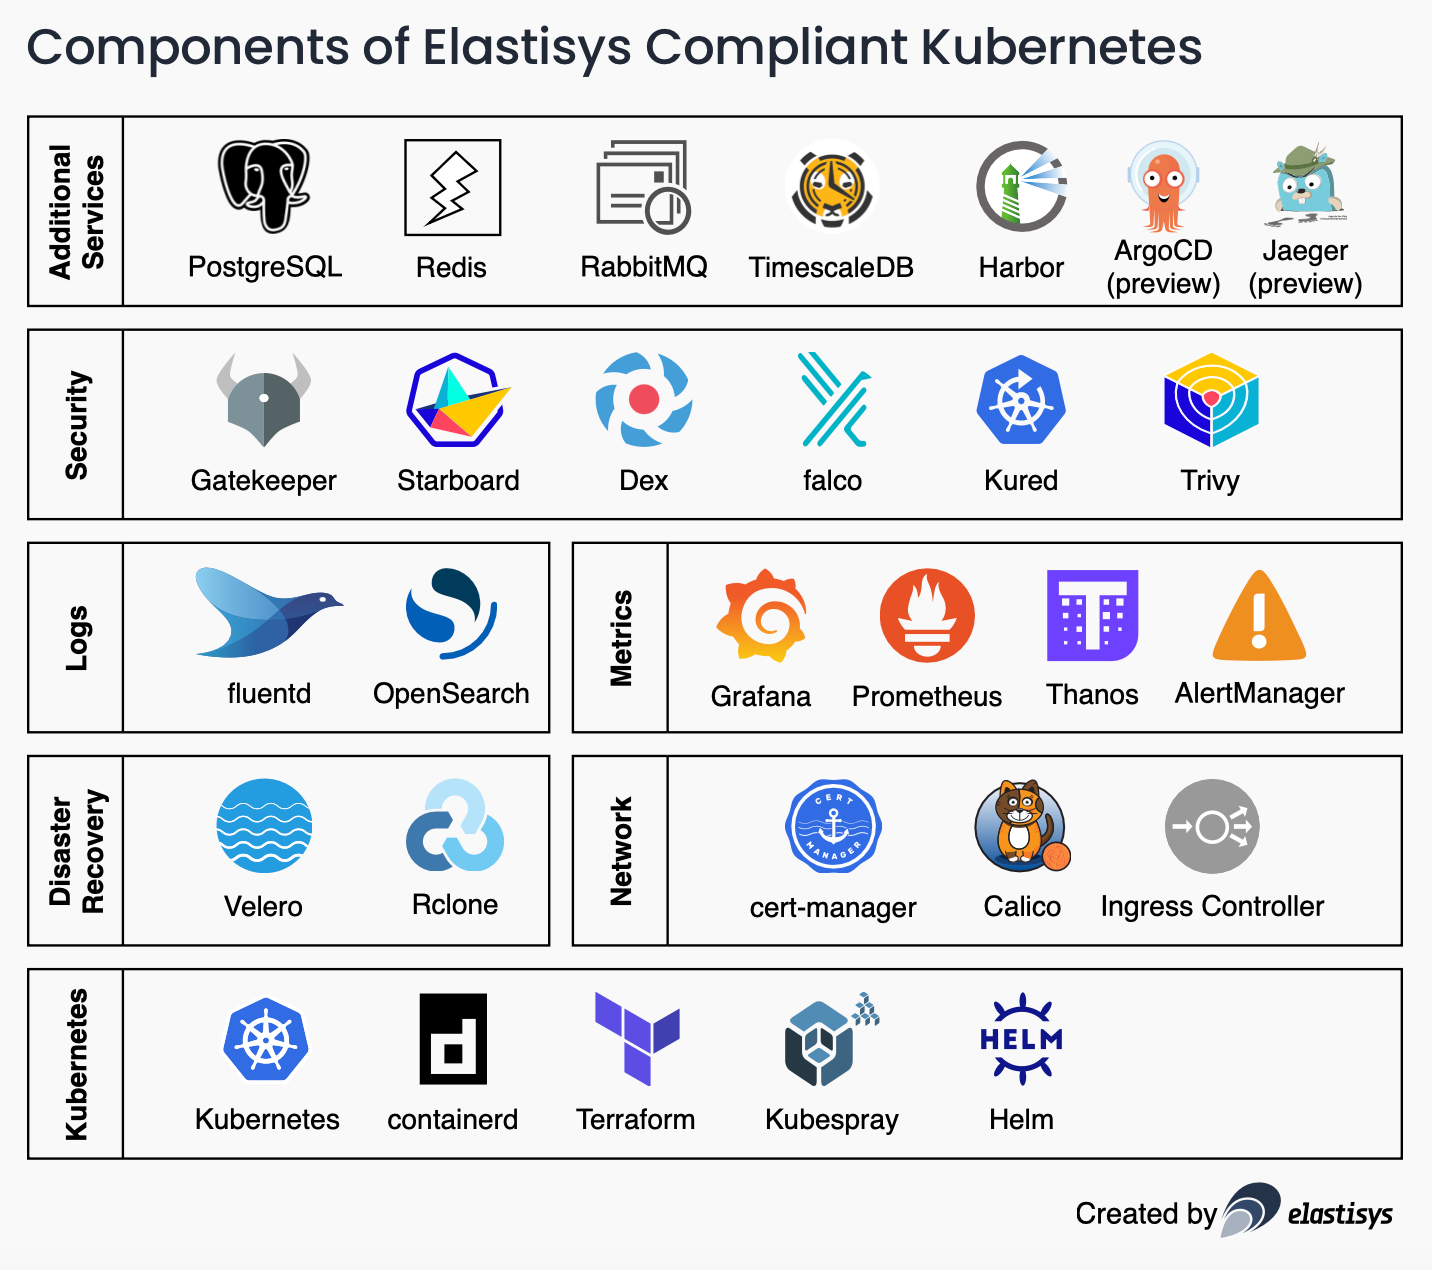 Components of Elastisys Compliant Kubernetes
Additional
Services
PostgreSQL
Redis
RabbitMQ
TimescaleDB
Harbor
ArgoCD
(preview)
Jaeger
(preview)
Security
Gatekeeper
Starboard
Dex
falco
Kured
Trivy
Logs
fluentd
OpenSearch
Metrics
T
Grafana
Prometheus
Thanos
AlertManager
Disaster
Recovery
Velero
Rclone
Network
CERT
MANAGER
cert-manager
Calico
Ingress Controller
Kubernetes
d
HELM
Kubernetes
containerd
Terraform
Kubespray
Helm
Created by elastisys